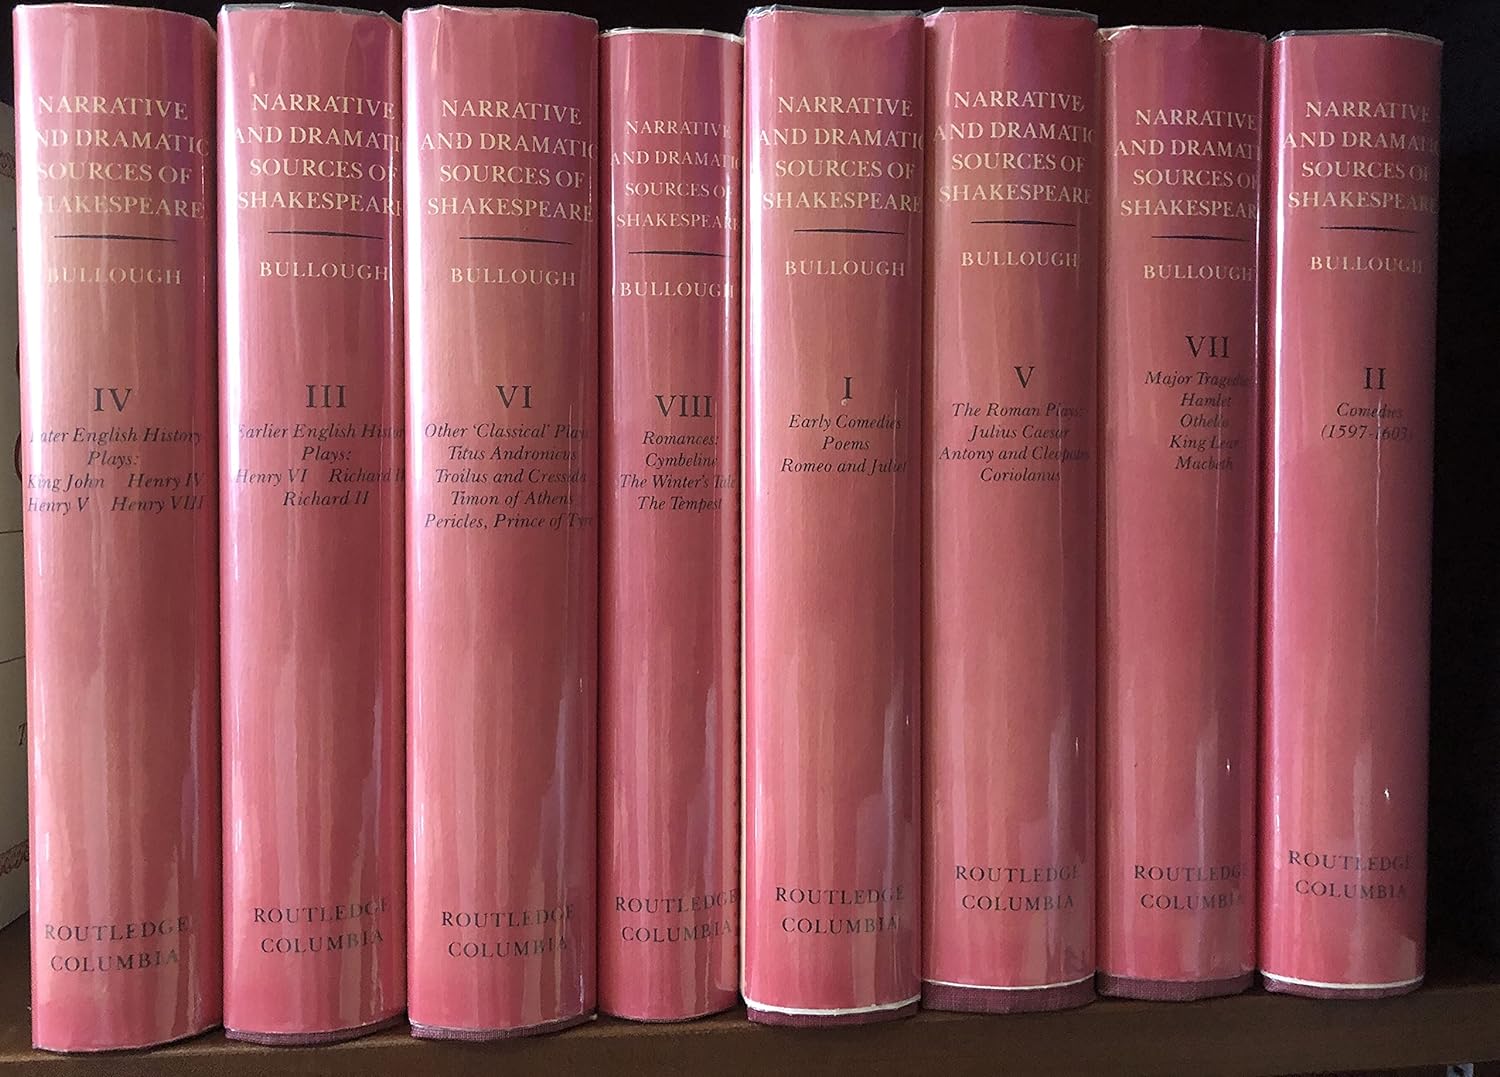 NARRATIVE
AND DRAMATIC
SOURCES OF
SHAKESPEARE
BULLOUGH
IV
Later English History
Plays:
King John Henry IV
Henry V Henry VIII
ROUTLEDGE
COLUMBIA
NARRATIVE
AND DRAMATIC
SOURCES OF
SHAKESPEARE
BULLOUGH
III
Earlier English History
Plays:
Henry VI Richard III
Richard II
ROUTLEDGE
COLUMBIA
NARRATIVE
AND DRAMATIC
SOURCES OF
SHAKESPEARE
BULLOUGH
VI
Other 'Classical' Plays:
Titus Andronicus
Troilus and Cressida
Timon of Athens
Pericles, Prince of Tyre
ROUTLEDGE
COLUMBIA
NARRATIVE
AND DRAMATIC
SOURCES OF
SHAKESPEARE
BULLOUGH
VIII
Romances:
Cymbeline
The Winter's Tale
The Tempest
ROUTLEDGE
COLUMBIA
NARRATIVE
AND DRAMATIC
SOURCES OF
SHAKESPEARE
BULLOUGH
I
Early Comedies
Poems
Romeo and Juliet
ROUTLEDGE
COLUMBIA
NARRATIVE
AND DRAMATIC
SOURCES OF
SHAKESPEARE
BULLOUGH
V
The Roman Plays:
Julius Caesar
Antony and Cleopatra
Coriolanus
ROUTLEDGE
COLUMBIA
NARRATIVE
AND DRAMATIC
SOURCES OF
SHAKESPEARE
BULLOUGH
VII
Major Tragedies
Hamlet
Othello
King Lear
Macbeth
ROUTLEDGE
COLUMBIA
NARRATIVE
AND DRAMATIC
SOURCES OF
SHAKESPEARE
BULLOUGH
II
Comedies
(1597-1603)
ROUTLEDGE
COLUMBIA